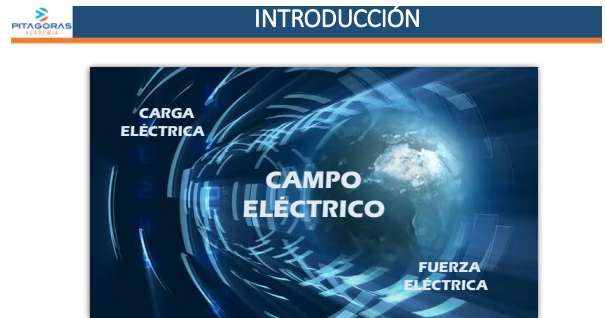 PITAGORAS
ACADEMIA
INTRODUCCIÓN
CARGA
ELÉCTRICA
CAMPO
ELÉCTRICO
FUERZA
ELÉCTRICA